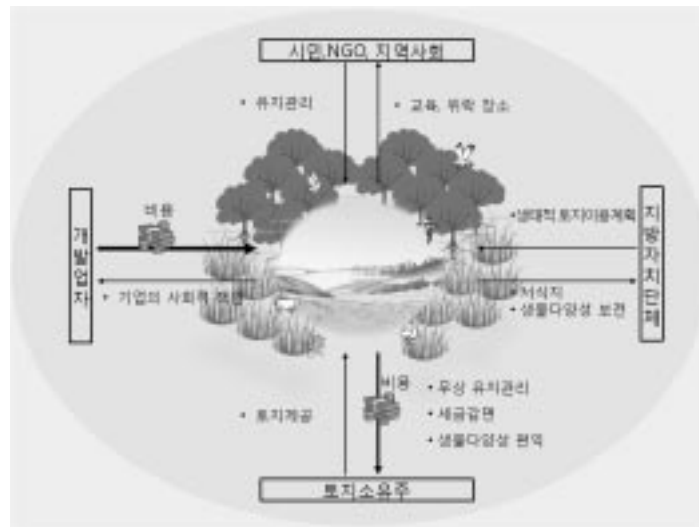 시민,NGO, 지역사회
• 유지관리
• 교육, 위락 장소
개발업자
비용
• 기업의 사회적 책임
•생태적 토지이용계획
지방자치단체
•서식지
•생물다양성 보전
• 토지제공
비용
• 무상 유지관리
• 세금감면
• 생물다양성 편익
토지소유주